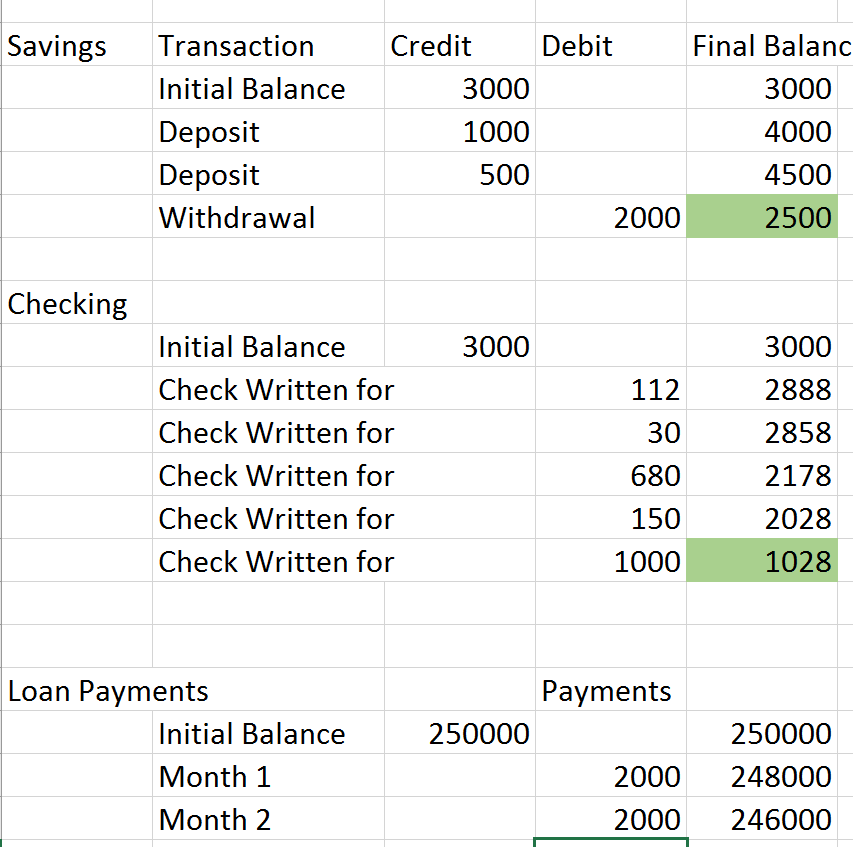 Savings Transaction Credit Debit Final Balanc
Initial Balance 3000 3000
Deposit 1000 4000
Deposit 500 4500
Withdrawal 2000 2500
Checking
Initial Balance 3000 3000
Check Written for 112 2888
Check Written for 30 2858
Check Written for 680 2178
Check Written for 150 2028
Check Written for 1000 1028
Loan Payments Payments
Initial Balance 250000 250000
Month 1 2000 248000
Month 2 2000 246000